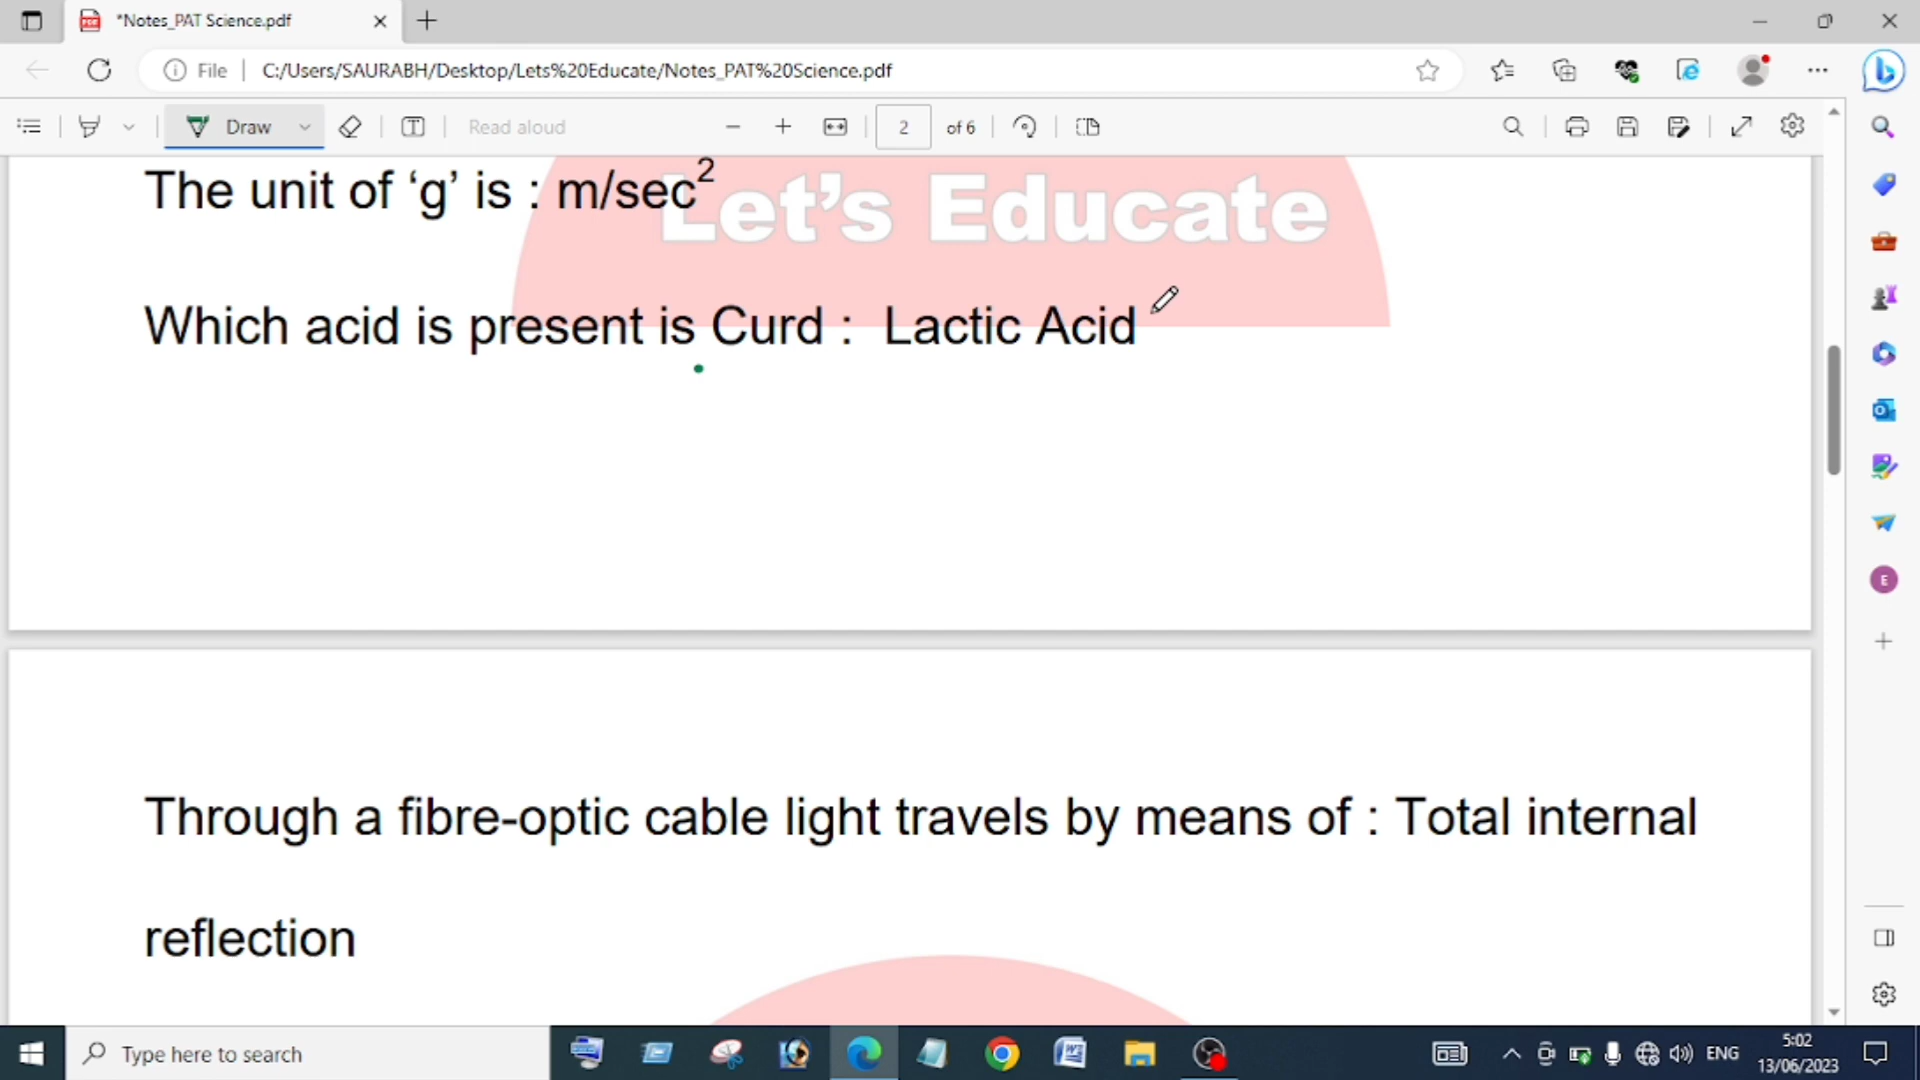 *Notes_PAT Science.pdf
File
C:/Users/SAURABH/Desktop/Lets%20Educate/Notes_PAT%20Science.pdf
Draw
Read aloud
2
of 6
Let's Educate
The unit of ‘g’ is : m/sec²
Which acid is present is Curd : Lactic Acid
Through a fibre-optic cable light travels by means of : Total internal
reflection
E
Type here to search
ENG
5:02
13/06/2023